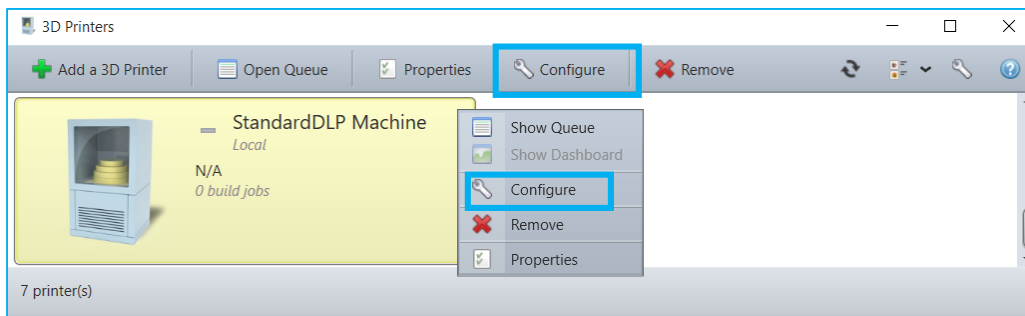 3D Printers
Add a 3D Printer Open Queue Properties Configure Remove
StandardDLP Machine
Local
N/A
0 build jobs
Show Queue
Show Dashboard
Configure
Remove
Properties
7 printer(s)